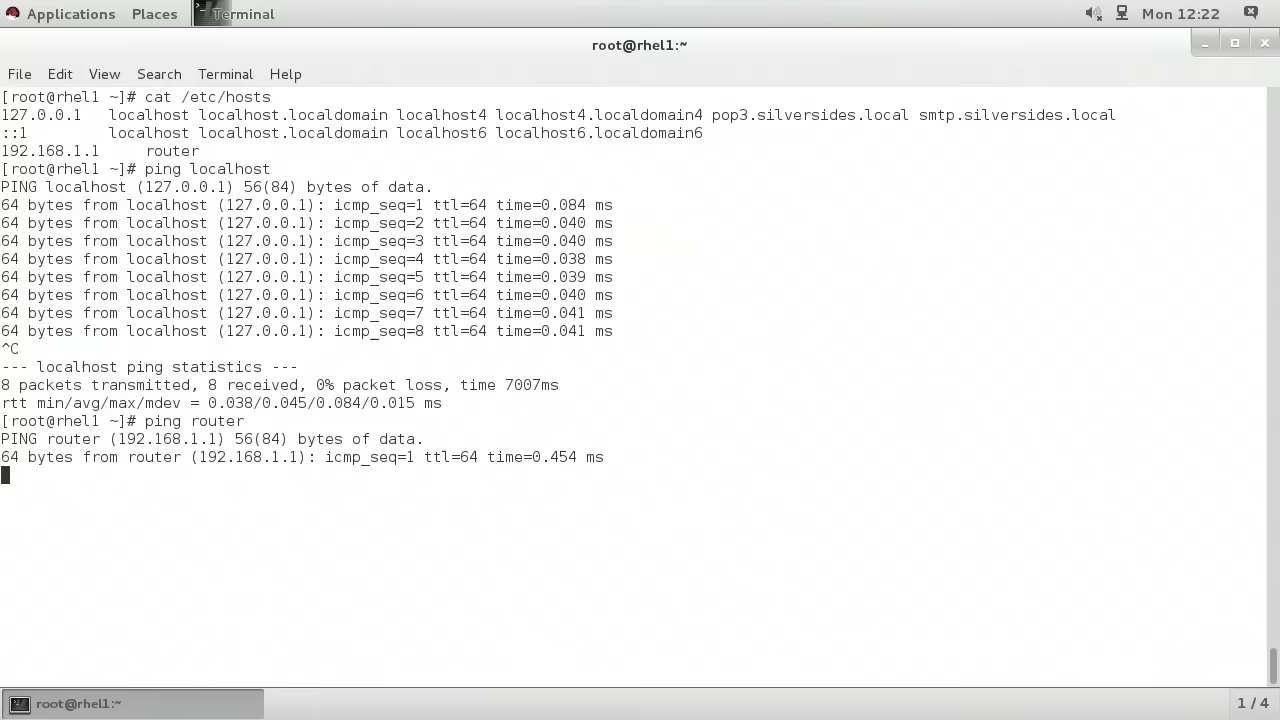 Applications Places Terminal Mon 12:22
root@rhel1:~
File Edit View Search Terminal Help
[root@rhel1 ~]# cat /etc/hosts
127.0.0.1   localhost localhost.localdomain localhost4 localhost4.localdomain4 pop3.silversides.local smtp.silversides.local
::1         localhost localhost.localdomain localhost6 localhost6.localdomain6
192.168.1.1     router
[root@rhel1 ~]# ping localhost
PING localhost (127.0.0.1) 56(84) bytes of data.
64 bytes from localhost (127.0.0.1): icmp_seq=1 ttl=64 time=0.084 ms
64 bytes from localhost (127.0.0.1): icmp_seq=2 ttl=64 time=0.040 ms
64 bytes from localhost (127.0.0.1): icmp_seq=3 ttl=64 time=0.040 ms
64 bytes from localhost (127.0.0.1): icmp_seq=4 ttl=64 time=0.038 ms
64 bytes from localhost (127.0.0.1): icmp_seq=5 ttl=64 time=0.039 ms
64 bytes from localhost (127.0.0.1): icmp_seq=6 ttl=64 time=0.040 ms
64 bytes from localhost (127.0.0.1): icmp_seq=7 ttl=64 time=0.041 ms
64 bytes from localhost (127.0.0.1): icmp_seq=8 ttl=64 time=0.041 ms
^C
--- localhost ping statistics ---
8 packets transmitted, 8 received, 0% packet loss, time 7007ms
rtt min/avg/max/mdev = 0.038/0.045/0.084/0.015 ms
[root@rhel1 ~]# ping router
PING router (192.168.1.1) 56(84) bytes of data.
64 bytes from router (192.168.1.1): icmp_seq=1 ttl=64 time=0.454 ms
root@rhel1:~ 1 / 4